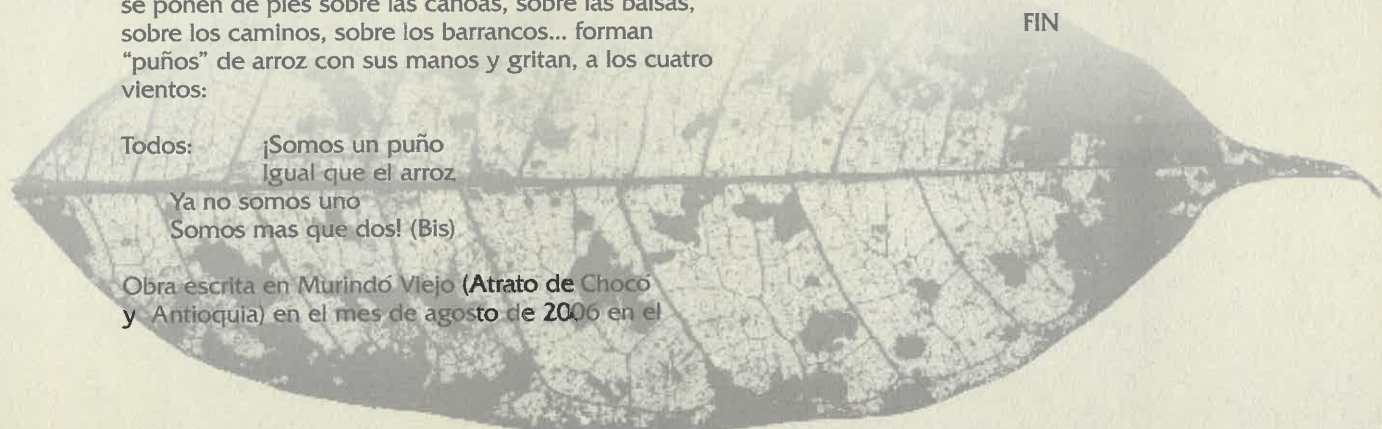 se ponen de pies sobre las canoas, sobre las balsas,
sobre los caminos, sobre los barrancos... forman
“puños” de arroz con sus manos y gritan, a los cuatro
vientos:
Todos: ¡Somos un puño
Igual que el arroz
Ya no somos uno
Somos mas que dos! (Bis)
Obra escrita en Murindó Viejo (Atrato de Chocó
y Antioquia) en el mes de agosto de 2006 en el
FIN